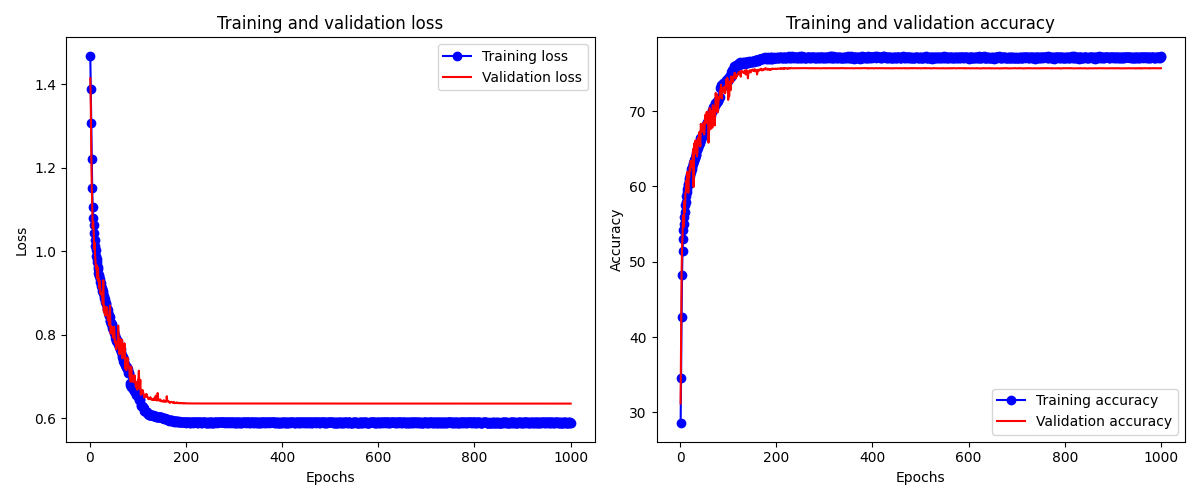 Training and validation loss
Training loss
Validation loss
1.4
1.2
1.0
0.8
0.6
Loss
0
200
400
600
800
1000
Epochs
Training and validation accuracy
70
60
50
40
30
Accuracy
Training accuracy
Validation accuracy
0
200
400
600
800
1000
Epochs